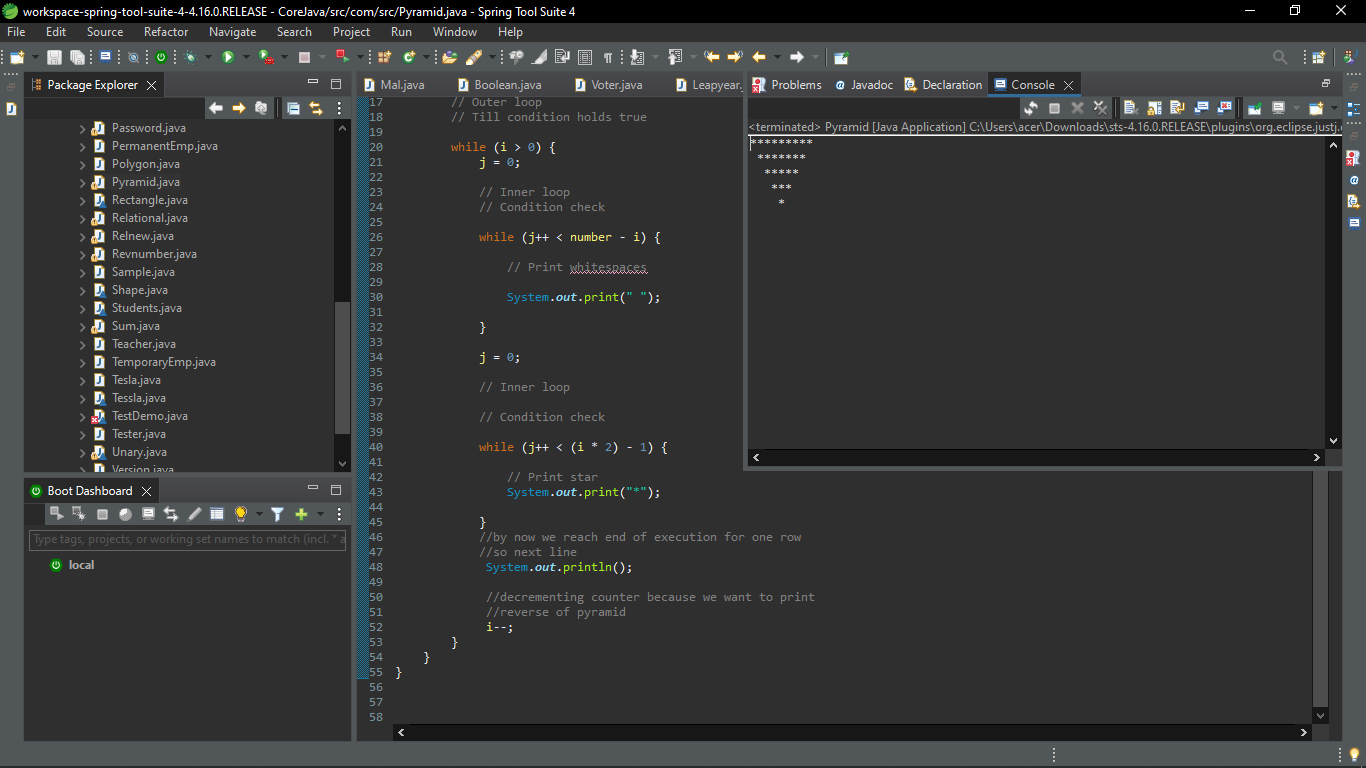 workspace-spring-tool-suite-4-4.16.0.RELEASE - CoreJava/src/com/src/Pyramid.java - Spring Tool Suite 4
File Edit Source Refactor Navigate Search Project Run Window Help
Package Explorer
Password.java
PermanentEmp.java
Polygon.java
Pyramid.java
Rectangle.java
Relational.java
Relnew.java
Revnumber.java
Sample.java
Shape.java
Students.java
Sum.java
Teacher.java
TemporaryEmp.java
Tesla.java
Tessla.java
TestDemo.java
Tester.java
Unary.java
Version.java
Boot Dashboard
Type tags, projects, or working set names to match (incl. * a
local
Mal.java Boolean.java Voter.java Leapyear.
17 // Outer loop
18 // Till condition holds true
19
20 while (i > 0) {
21 j = 0;
22
23 // Inner loop
24 // Condition check
25
26 while (j++ < number - i) {
27
28 // Print whitespaces
29
30 System.out.print(" ");
31
32 }
33
34 j = 0;
35
36 // Inner loop
37
38 // Condition check
39
40 while (j++ < (i * 2) - 1) {
41
42 // Print star
43 System.out.print("*");
44
45 }
46 //by now we reach end of execution for one row
47 //so next line
48 System.out.println();
49
50 //decrementing counter because we want to print
51 //reverse of pyramid
52 i--;
53 }
54 }
55 }
56
57
58
Problems Javadoc Declaration Console
<terminated> Pyramid [Java Application] C:\Users\acer\Downloads\sts-4.16.0.RELEASE\plugins\org.eclipse.justj.
*********
 *******
  *****
   ***
    *